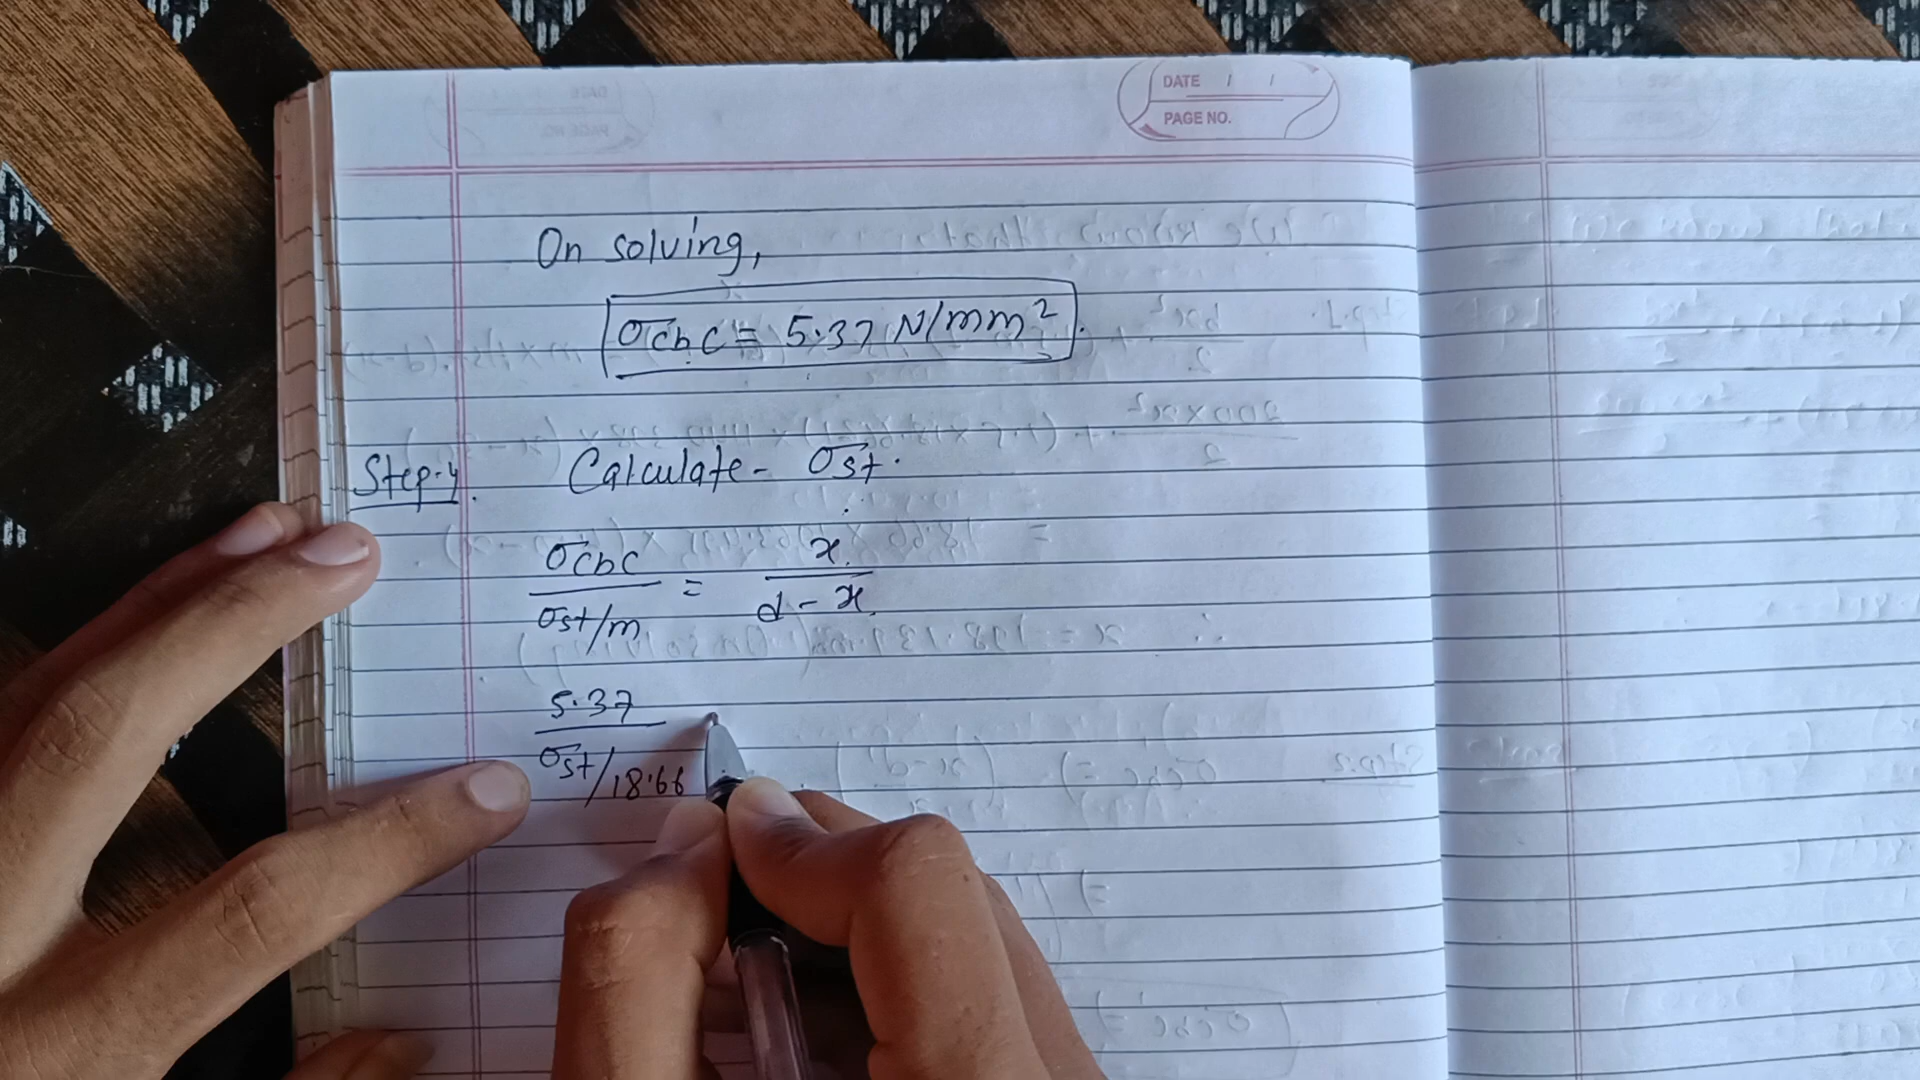 DATE / /
PAGE NO.
On solving,
σcbc = 5.37 N/mm².
Step-4. Calculate - σst.
σcbc / σst/m = x / d - x
5.37 / σst/18.66